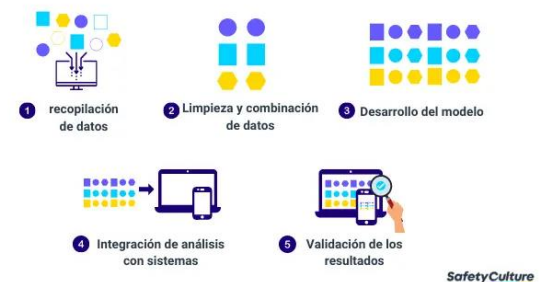 1 recopilación
de datos
2 Limpieza y combinación
de datos
3 Desarrollo del modelo
4 Integración de análisis
con sistemas
5 Validación de los
resultados
SafetyCulture